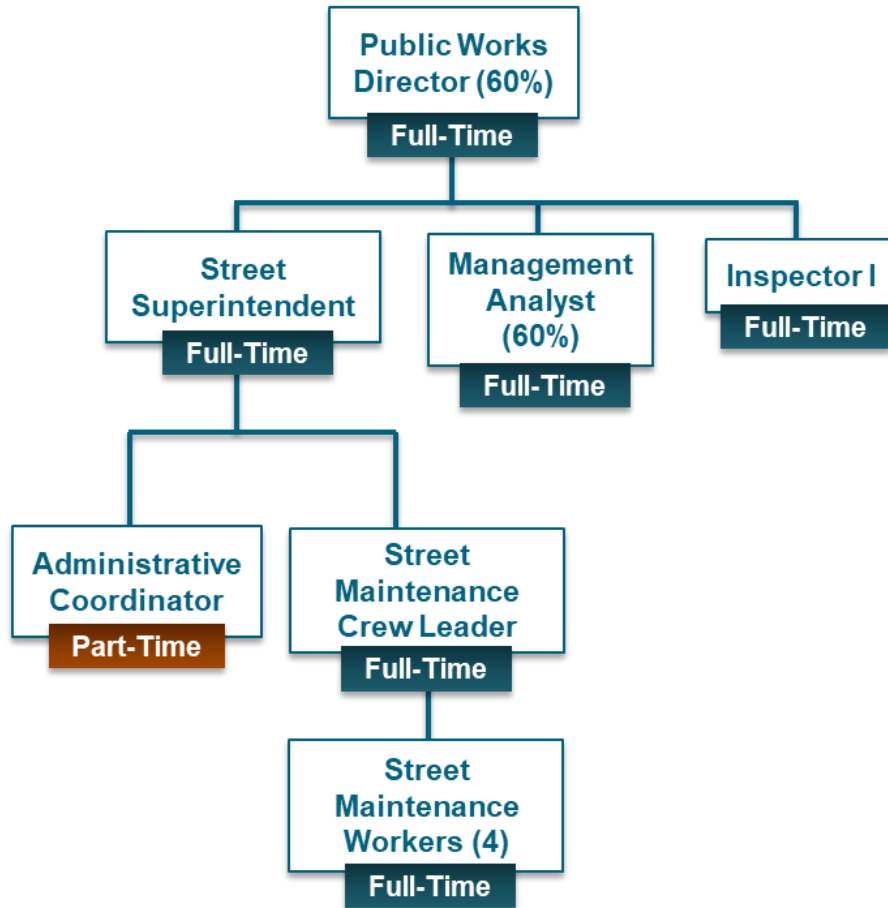 Public Works
Director (60%)
Full-Time
Street
Superintendent
Full-Time
Management
Analyst
(60%)
Full-Time
Inspector I
Full-Time
Administrative
Coordinator
Part-Time
Street
Maintenance
Crew Leader
Full-Time
Street
Maintenance
Workers (4)
Full-Time